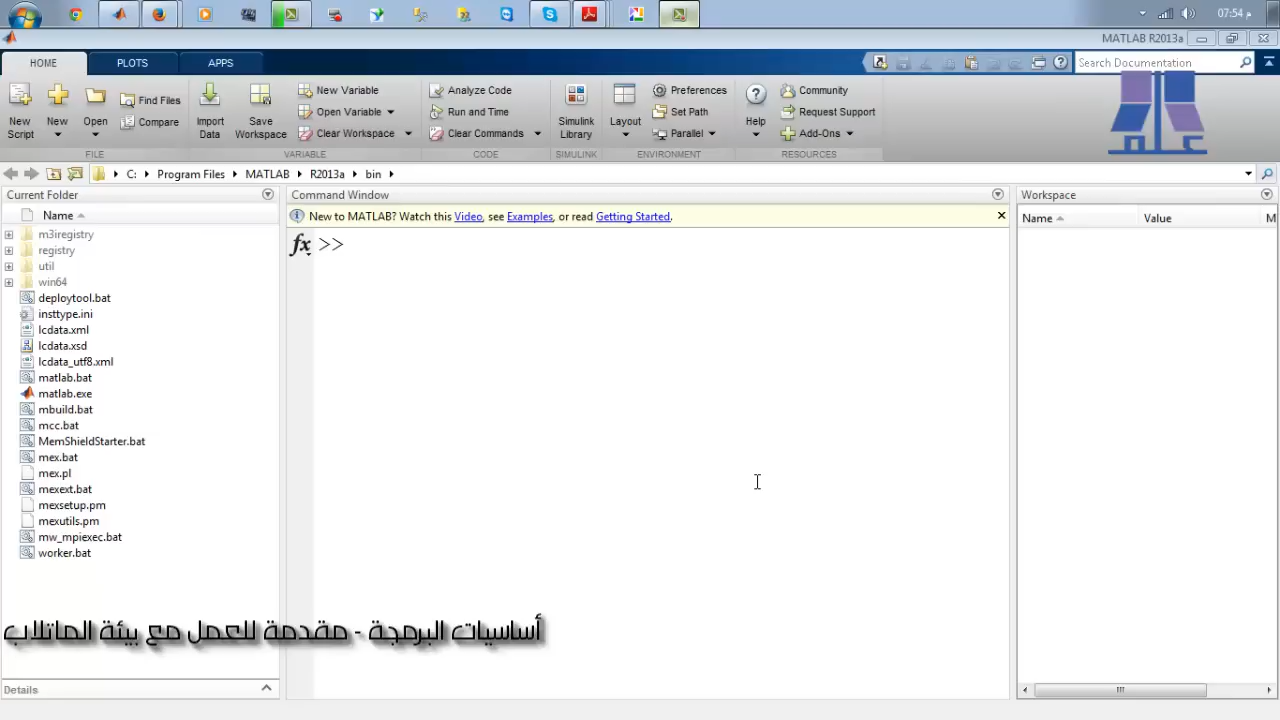 07:54 م
MATLAB R2013a
HOME
PLOTS
APPS
Search Documentation
New Script
New
Open
Find Files
Compare
FILE
Import Data
Save Workspace
New Variable
Open Variable
Clear Workspace
VARIABLE
Analyze Code
Run and Time
Clear Commands
CODE
Simulink Library
SIMULINK
Layout
Preferences
Set Path
Parallel
ENVIRONMENT
Help
Community
Request Support
Add-Ons
RESOURCES
C: Program Files MATLAB R2013a bin
Current Folder
Name
m3iregistry
registry
util
win64
deploytool.bat
insttype.ini
lcdata.xml
lcdata.xsd
lcdata_utf8.xml
matlab.bat
matlab.exe
mbuild.bat
mcc.bat
MemShieldStarter.bat
mex.bat
mex.pl
mexext.bat
mexsetup.pm
mexutils.pm
mw_mpiexec.bat
worker.bat
Details
Command Window
New to MATLAB? Watch this Video, see Examples, or read Getting Started.
fx >>
Workspace
Name Value M
أساسيات البرمجة - مقدمة للعمل مع بيئة الماتلاب